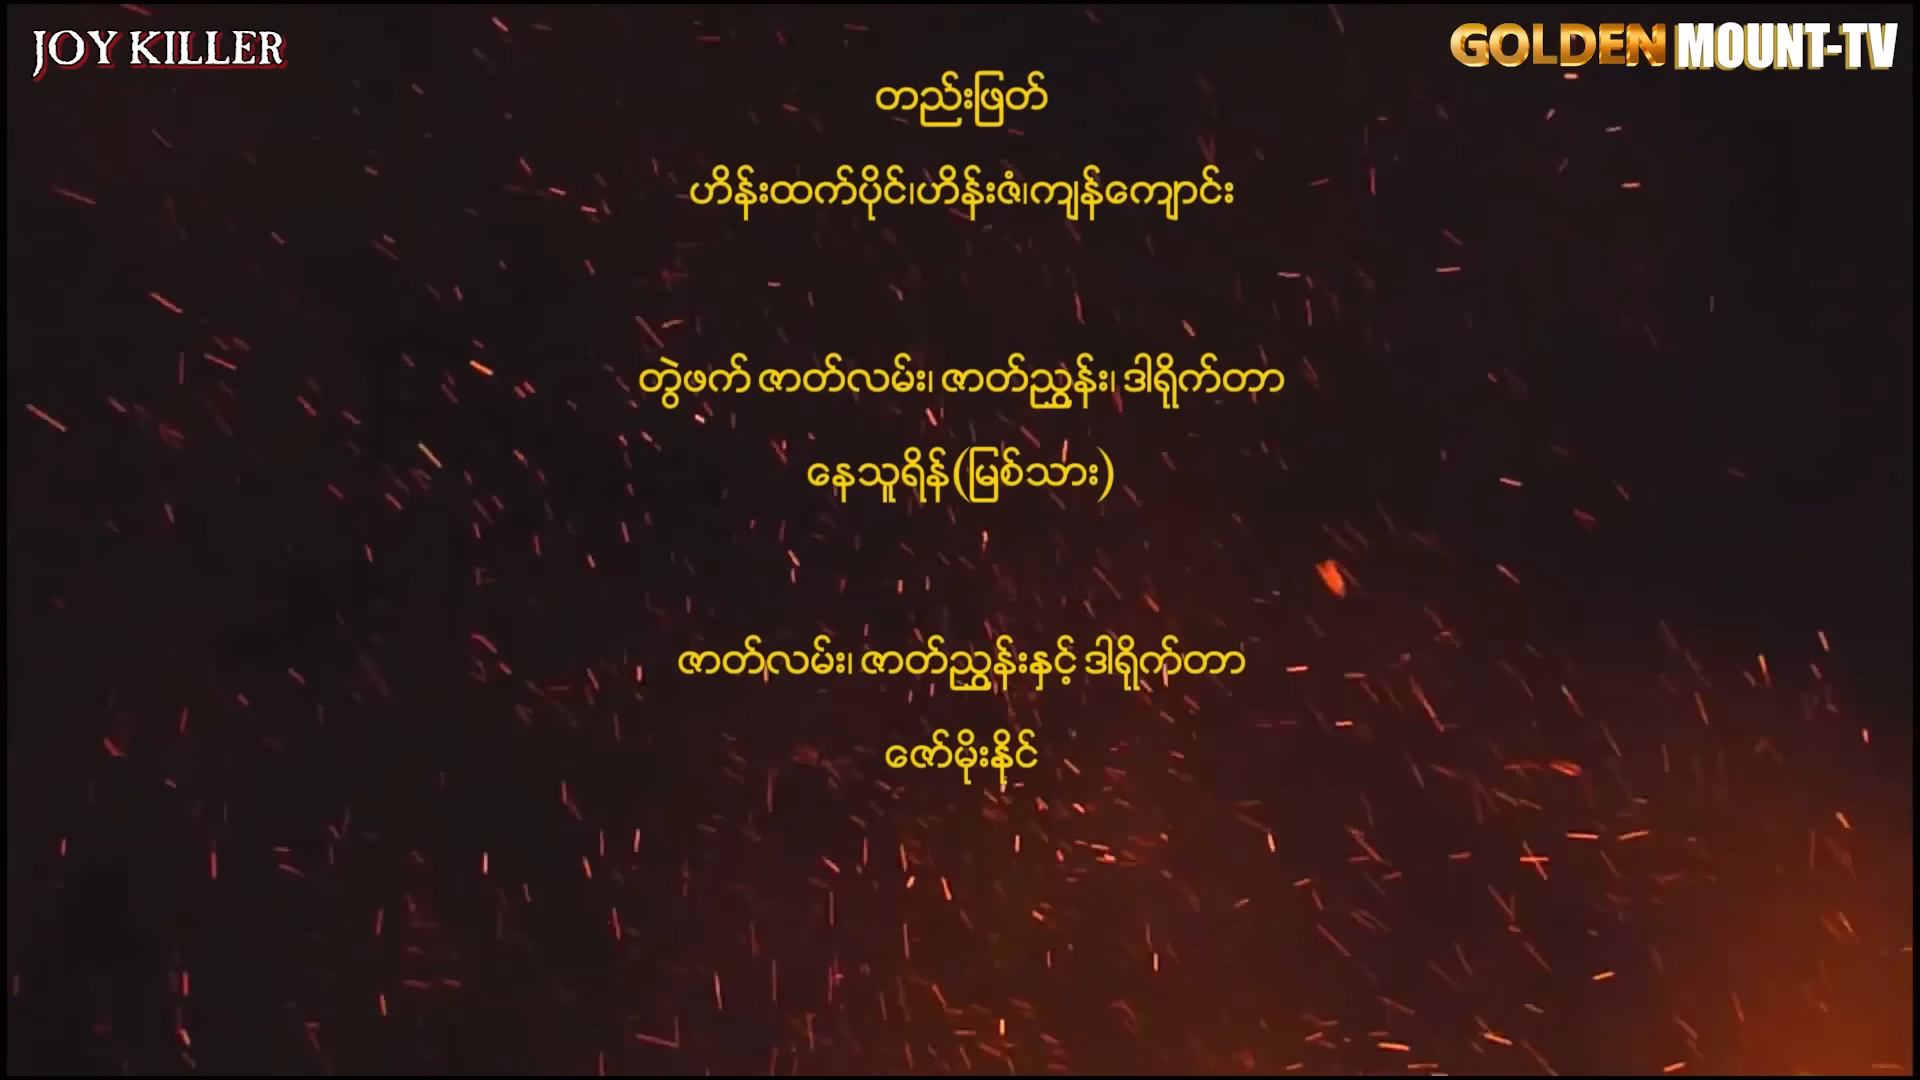 JOY KILLER
GOLDEN MOUNT-TV
တည်းဖြတ်
ဟိန်းထက်ပိုင်၊ဟိန်းဇံ၊ကျန်ကျောင်း
တွဲဖက် ဇာတ်လမ်း၊ ဇာတ်ညွှန်း၊ ဒါရိုက်တာ
နေသူရိန်(မြစ်သား)
ဇာတ်လမ်း၊ ဇာတ်ညွှန်းနှင့် ဒါရိုက်တာ
ဇော်မိုးနိုင်